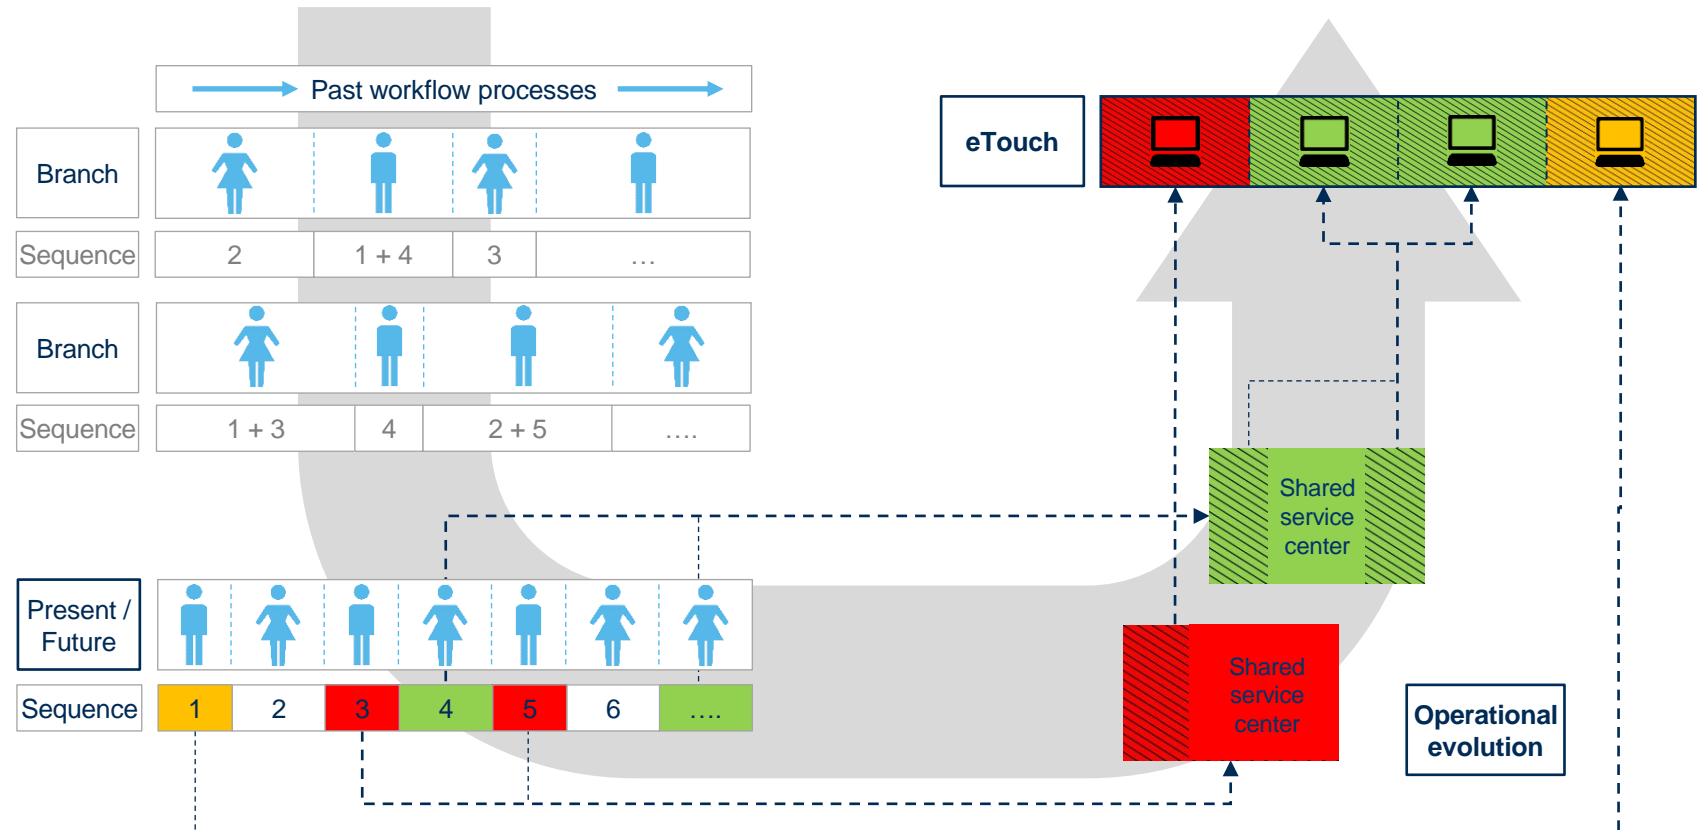 Past workflow processes
eTouch
Branch
Sequence
2
1 + 4
3
…
Branch
Sequence
1 + 3
4
2 + 5
….
Shared
service
center
Present /
Future
Sequence
1
2
3
4
5
6
….
Shared
service
center
Operational
evolution